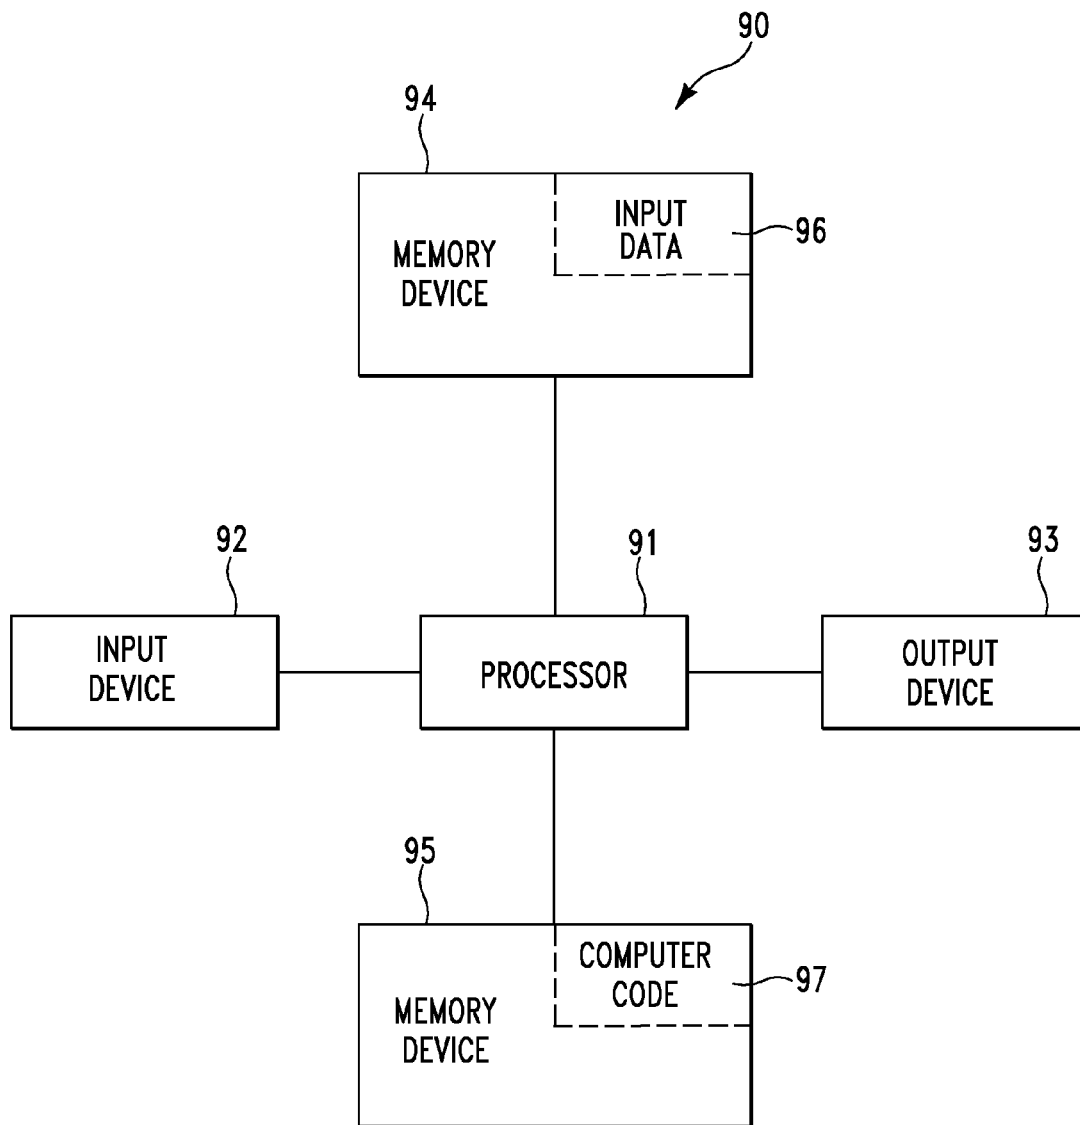 90
94
INPUT
DATA
96
MEMORY
DEVICE
92
91
93
INPUT
DEVICE
PROCESSOR
OUTPUT
DEVICE
95
COMPUTER
CODE
97
MEMORY
DEVICE